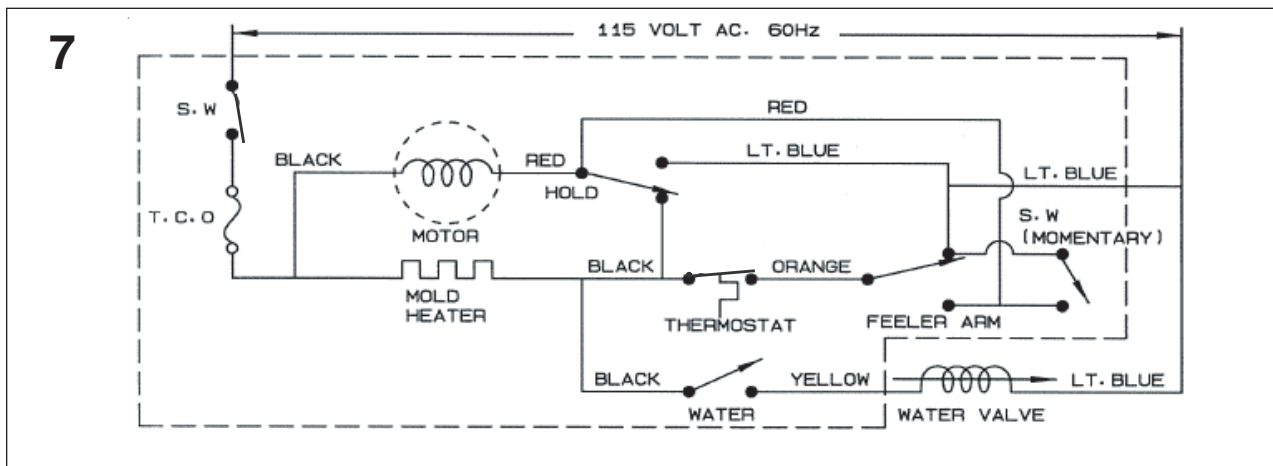 7
115 VOLT AC. 60Hz
S.W
RED
BLACK
RED
LT. BLUE
HOLD
LT. BLUE
T.C.O
S.W
(MOMENTARY)
MOTOR
BLACK
ORANGE
MOLD
HEATER
THERMOSTAT
FEELER ARM
BLACK
YELLOW
LT. BLUE
WATER
WATER VALVE